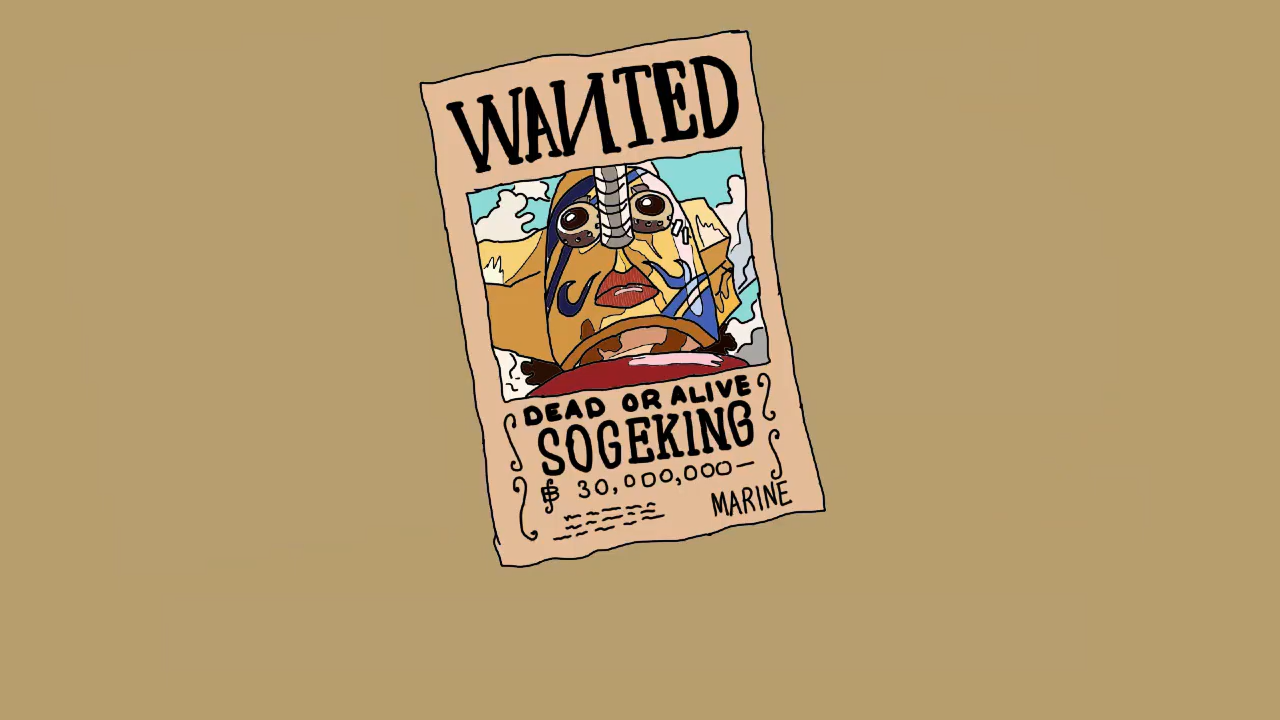 WANTED
DEAD OR ALIVE
SOGEKING
฿ 30,000,000—
MARINE